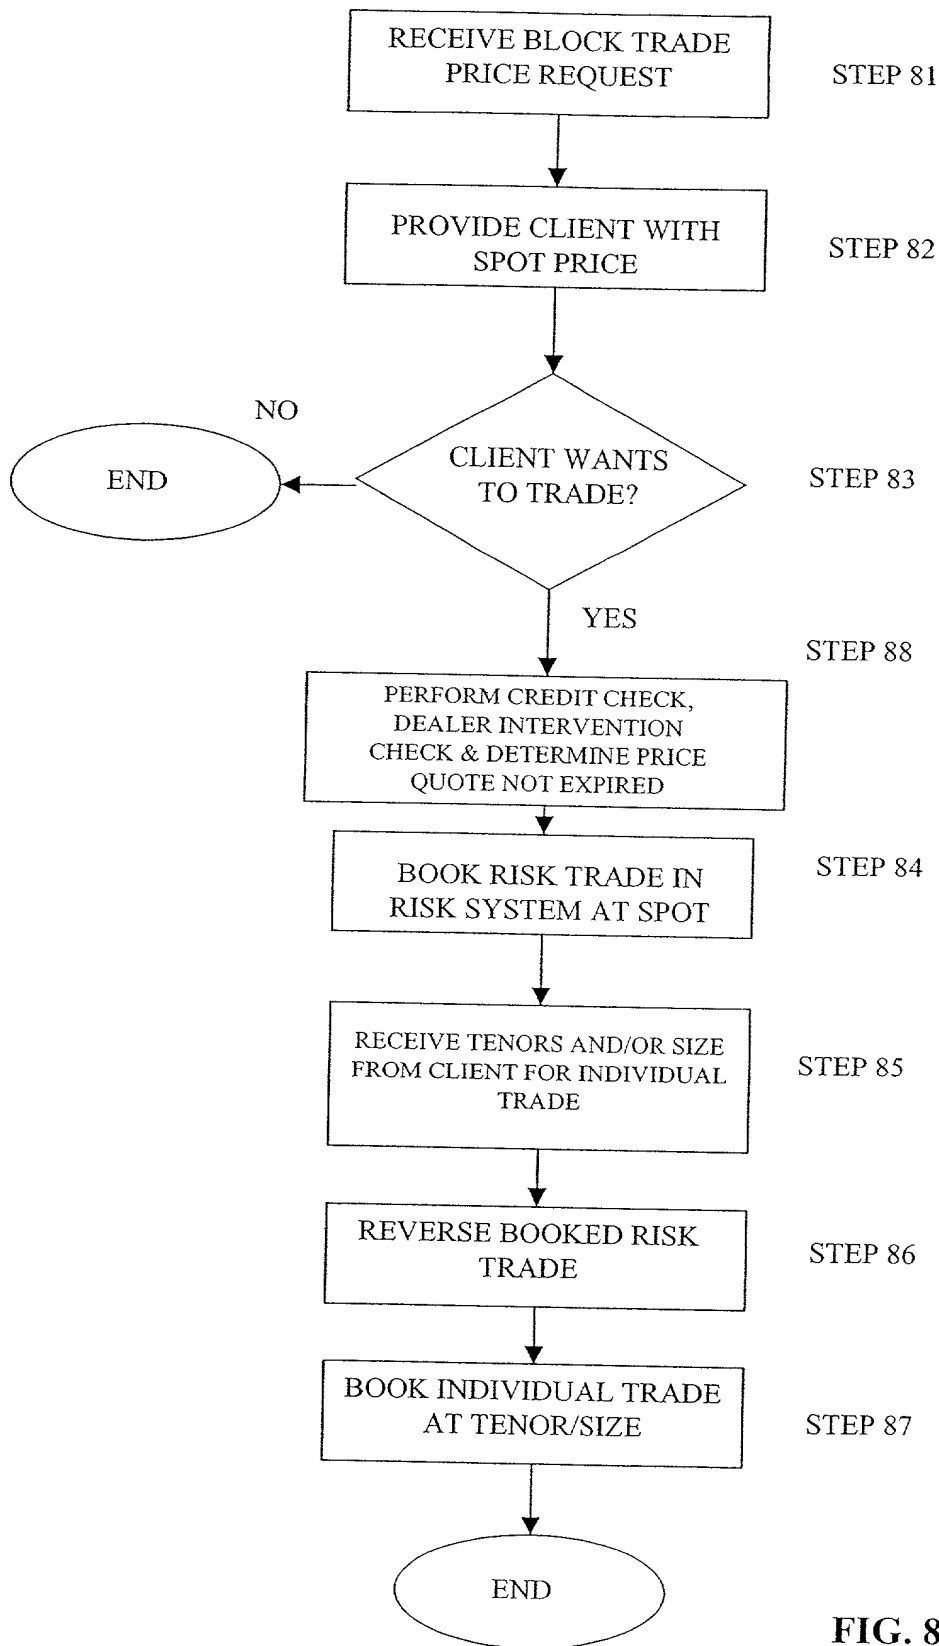 RECEIVE BLOCK TRADE
PRICE REQUEST
STEP 81
PROVIDE CLIENT WITH
SPOT PRICE
STEP 82
NO
END
CLIENT WANTS
TO TRADE?
STEP 83
YES
STEP 88
PERFORM CREDIT CHECK,
DEALER INTERVENTION
CHECK & DETERMINE PRICE
QUOTE NOT EXPIRED
BOOK RISK TRADE IN
RISK SYSTEM AT SPOT
STEP 84
RECEIVE TENORS AND/OR SIZE
FROM CLIENT FOR INDIVIDUAL
TRADE
STEP 85
REVERSE BOOKED RISK
TRADE
STEP 86
BOOK INDIVIDUAL TRADE
AT TENOR/SIZE
STEP 87
END
FIG. 8